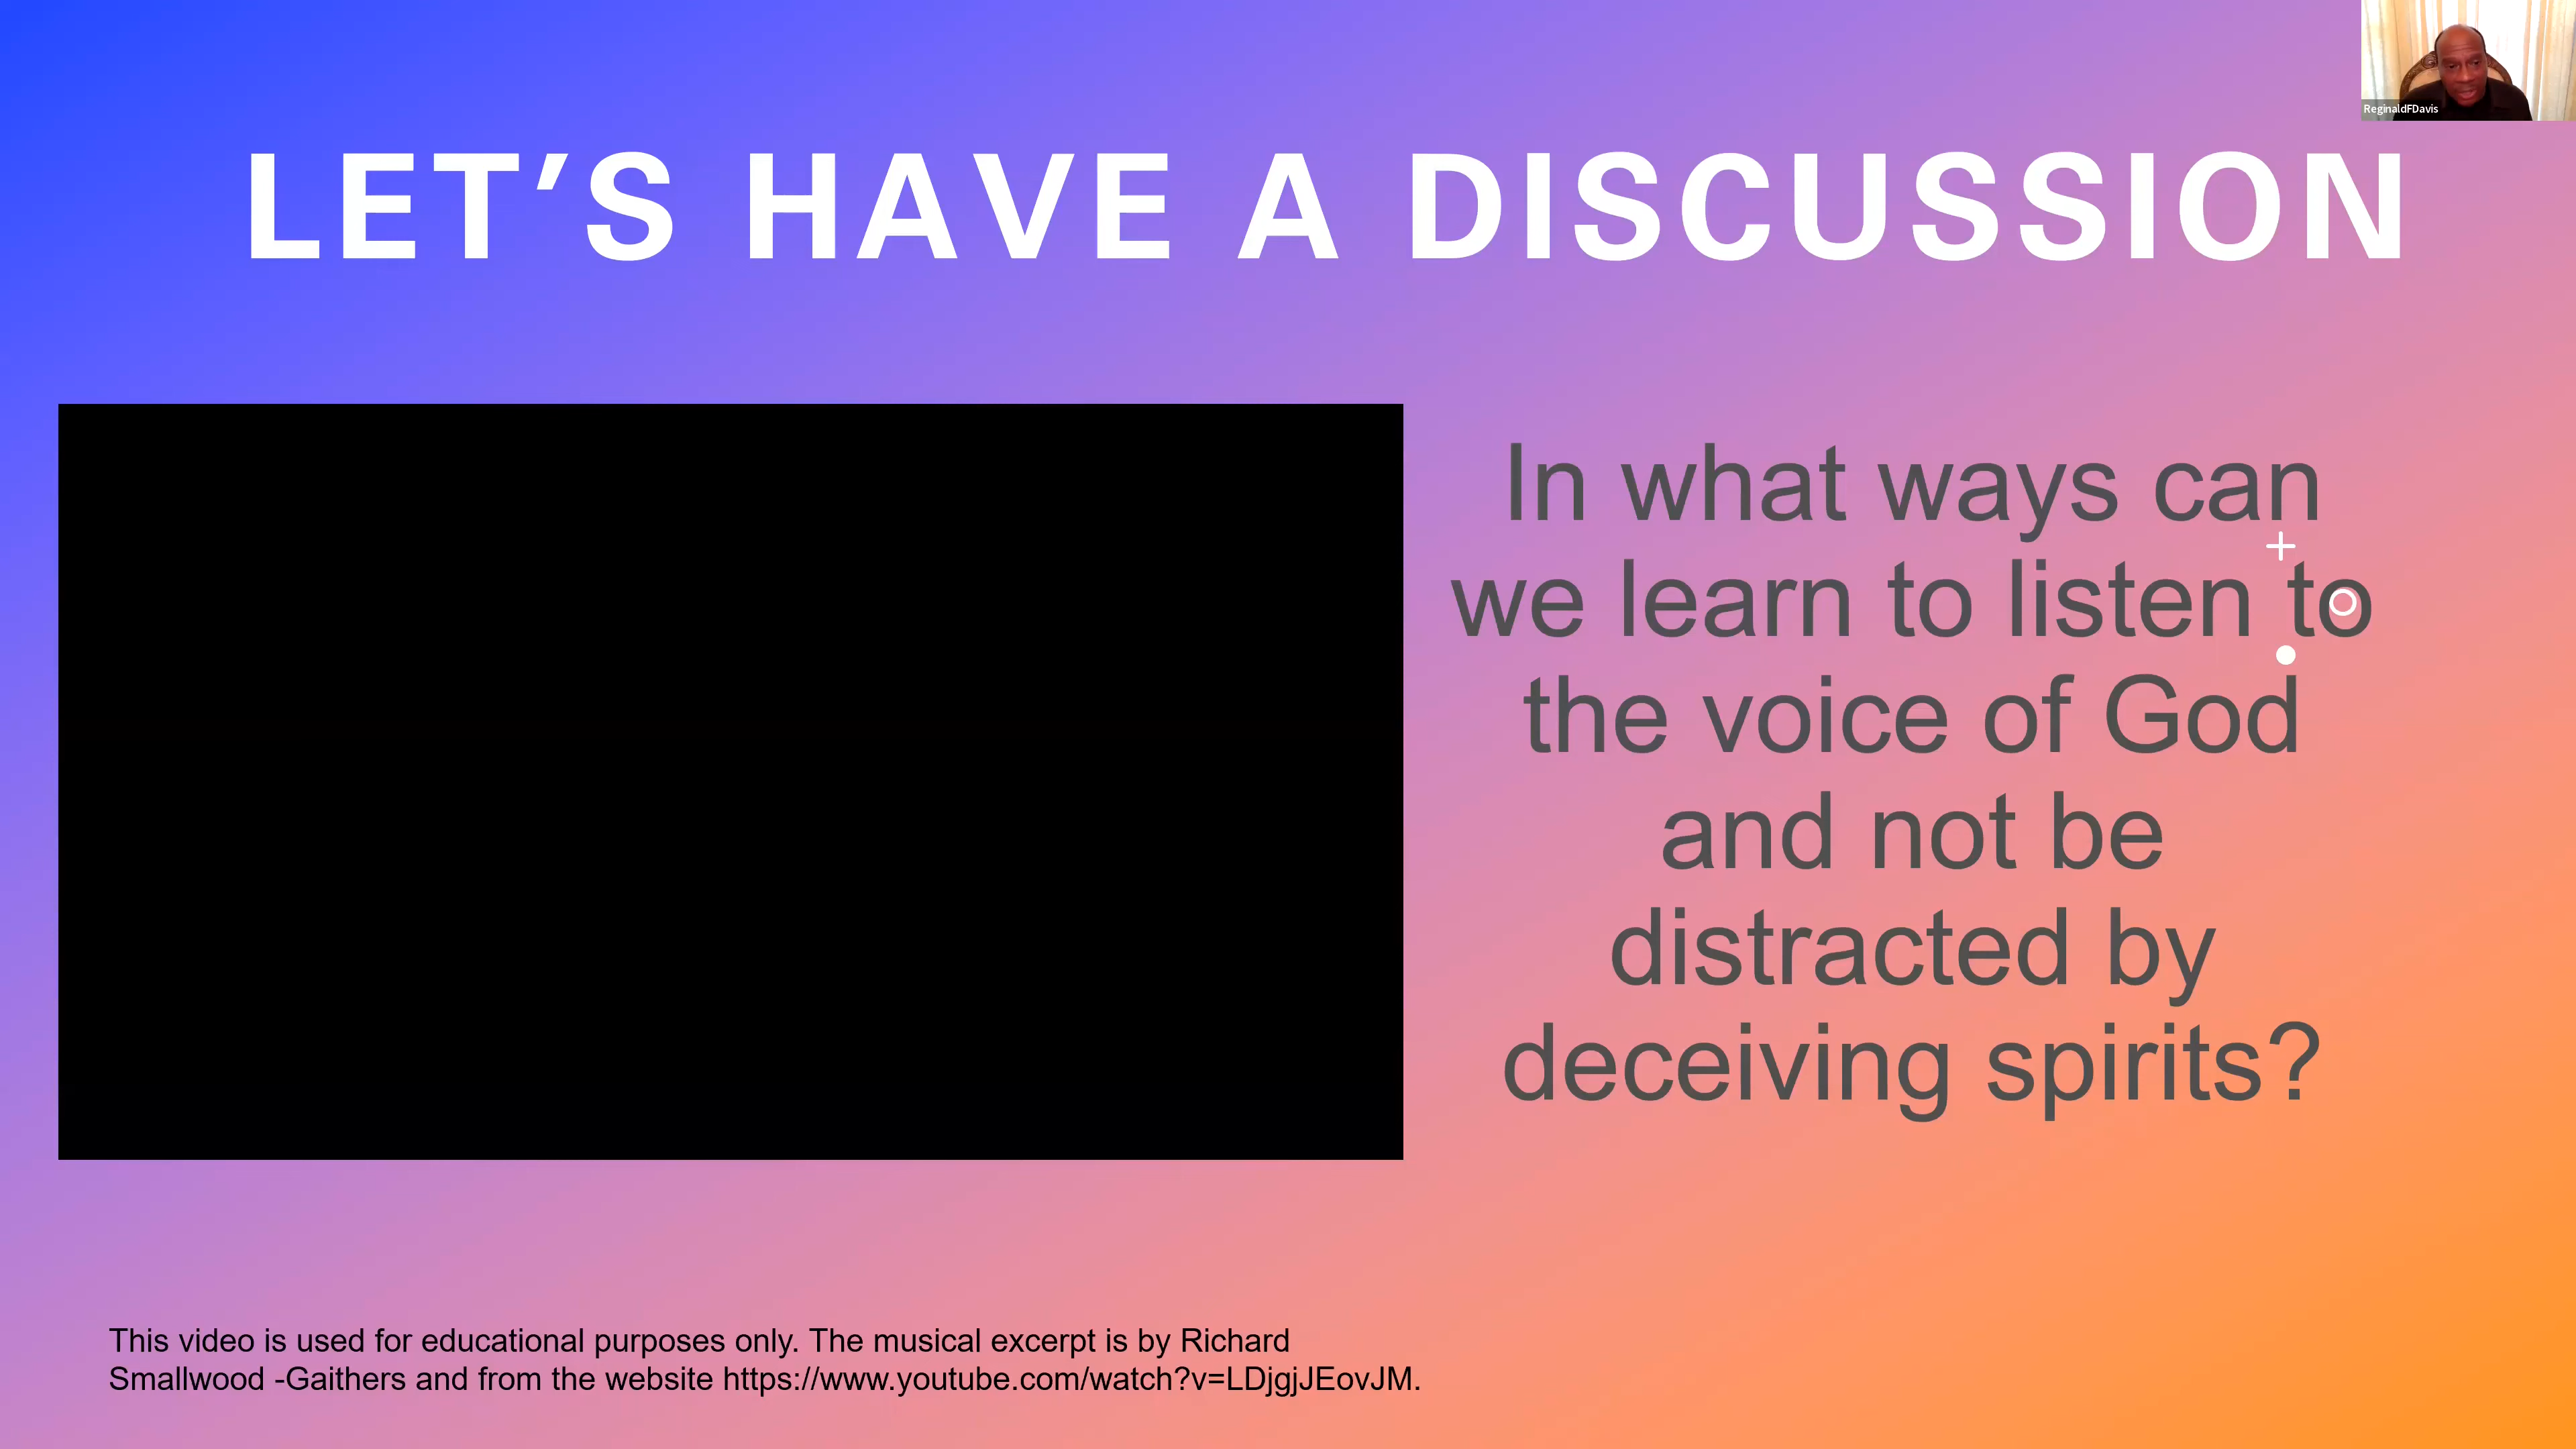 ReginaldFDavis
LET’S HAVE A DISCUSSION
In what ways can
we learn to listen to
the voice of God
and not be
distracted by
deceiving spirits?
This video is used for educational purposes only. The musical excerpt is by Richard
Smallwood -Gaithers and from the website https://www.youtube.com/watch?v=LDjgjJEovJM.